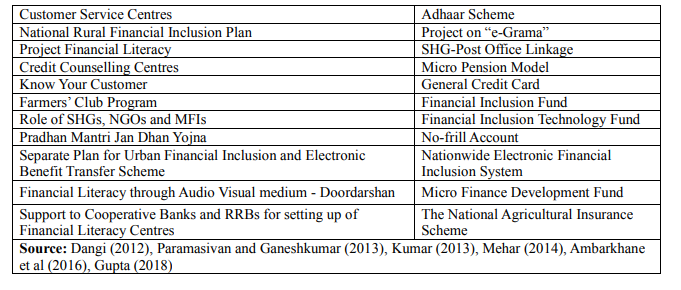 Customer Service Centres Adhaar Scheme
National Rural Financial Inclusion Plan Project on “e-Grama”
Project Financial Literacy SHG-Post Office Linkage
Credit Counselling Centres Micro Pension Model
Know Your Customer General Credit Card
Farmers’ Club Program Financial Inclusion Fund
Role of SHGs, NGOs and MFIs Financial Inclusion Technology Fund
Pradhan Mantri Jan Dhan Yojna No-frill Account
Separate Plan for Urban Financial Inclusion and Electronic Nationwide Electronic Financial
Benefit Transfer Scheme Inclusion System
Financial Literacy through Audio Visual medium - Doordarshan Micro Finance Development Fund
Support to Cooperative Banks and RRBs for setting up of The National Agricultural Insurance
Financial Literacy Centres Scheme
Source: Dangi (2012), Paramasivan and Ganeshkumar (2013), Kumar (2013), Mehar (2014), Ambarkhane
et al (2016), Gupta (2018)